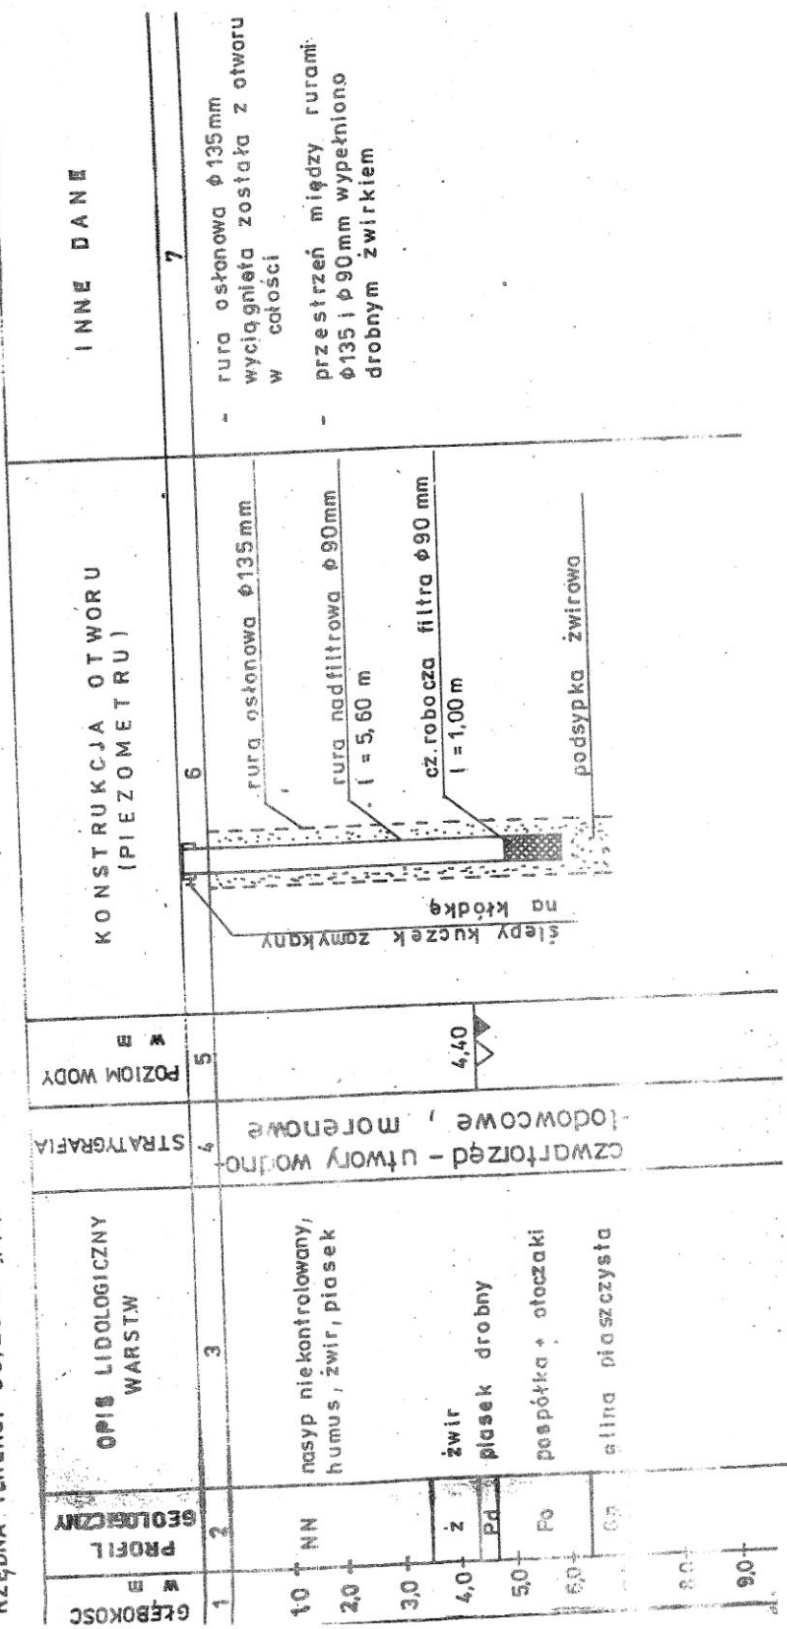 GŁĘBOKOŚĆ
W M
PROFIL
GEOLOGICZNY
OPIS LIDOLOGICZNY
WARSTW
STRATYGRAFIA
POZIOM WODY
W M
KONSTRUKCJA OTWORU
(PIEZOMETRU)
INNE DANE
1
2
3
4
5
6
7
1,0
2,0
3,0
4,0
5,0
6,0
8,0
9,0
NN
Ż
Pd
Po
Gp
nasyp niekontrolowany,
humus, żwir, piasek
żwir
piasek drobny
pospółka + otoczaki
glina piaszczysta
czwartorzęd - utwory wodno-
-lodowcowe, morenowe
4,40
ślepy kuczek zamykany
na kłódkę
rura osłonowa ϕ135mm
rura nadfiltrowa ϕ90mm
l = 5,60 m
cz. robocza filtra ϕ90 mm
l = 1,00 m
podsypka żwirowa
- rura osłonowa ϕ135mm
wyciągnięta została z otworu
w całości
- przestrzeń między rurami
ϕ135 i ϕ90mm wypełniono
drobnym żwirkiem